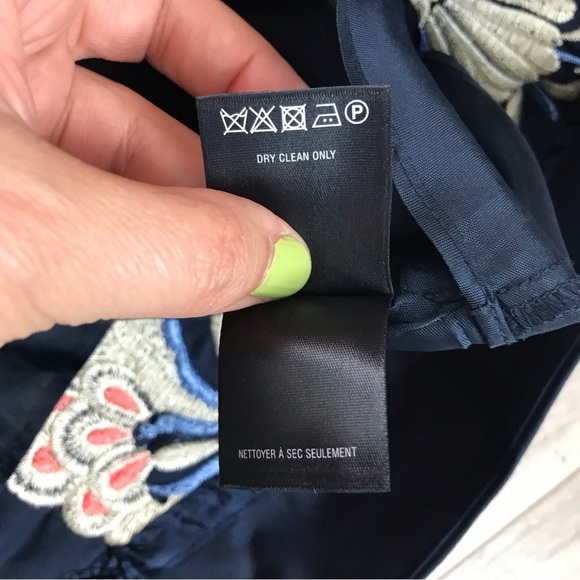 P
DRY CLEAN ONLY
NETTOYER À SEC SEULEMENT